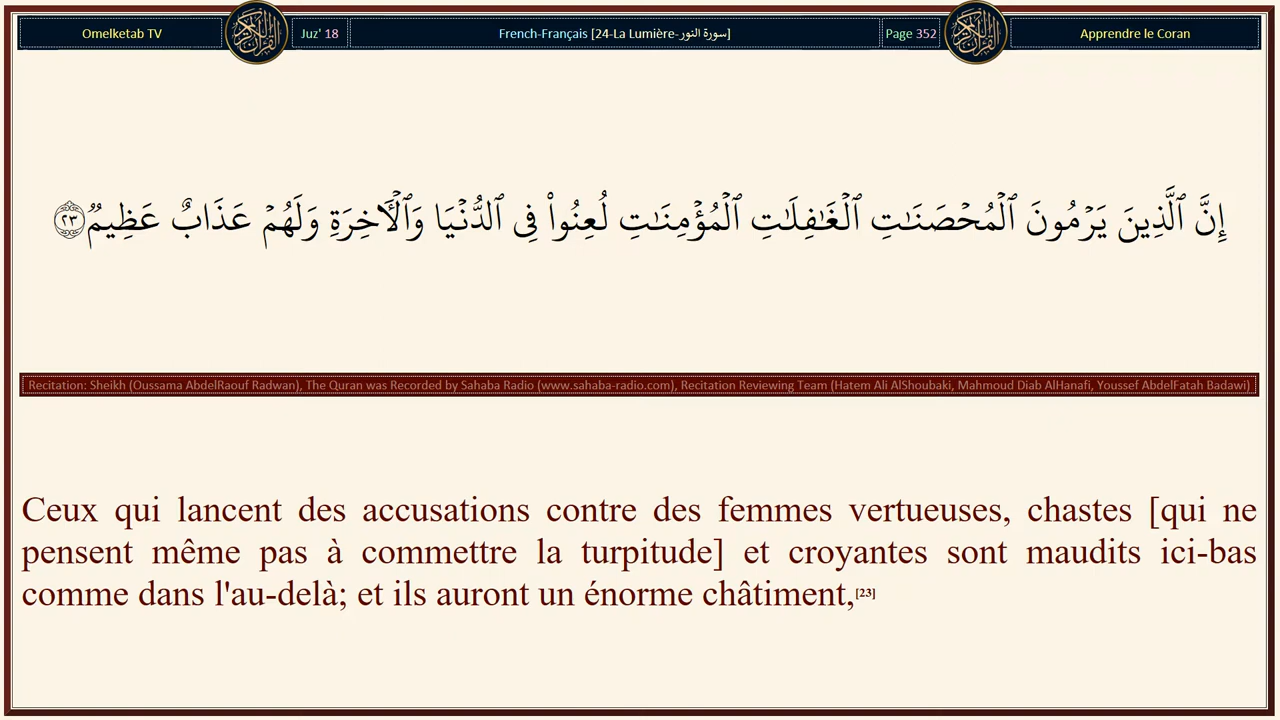 Omelketab TV
Juz' 18
French-Français [24-La Lumière-سورة النور]
Page 352
Apprendre le Coran
إِنَّ ٱلَّذِينَ يَرۡمُونَ ٱلۡمُحۡصَنَٰتِ ٱلۡغَٰفِلَٰتِ ٱلۡمُؤۡمِنَٰتِ لُعِنُواْ فِى ٱلدُّنۡيَا وَٱلۡأٓخِرَةِ وَلَهُمۡ عَذَابٌ عَظِيمٞ ٢٣
Recitation: Sheikh (Oussama AbdelRaouf Radwan), The Quran was Recorded by Sahaba Radio (www.sahaba-radio.com), Recitation Reviewing Team (Hatem Ali AlShoubaki, Mahmoud Diab AlHanafi, Youssef AbdelFatah Badawi)
Ceux qui lancent des accusations contre des femmes vertueuses, chastes [qui ne
pensent même pas à commettre la turpitude] et croyantes sont maudits ici-bas
comme dans l'au-delà; et ils auront un énorme châtiment,[23]